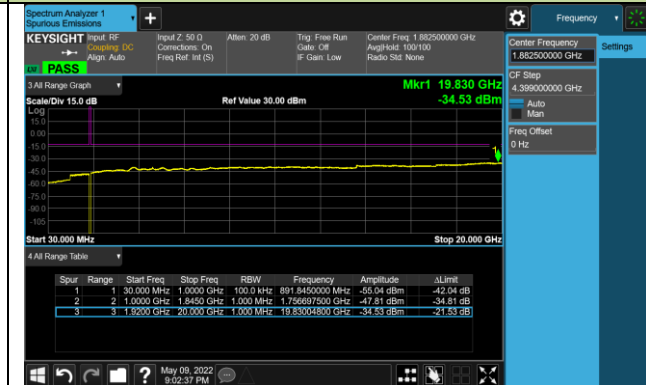 Spectrum Analyzer 1
Spurious Emissions
Frequency
KEYSIGHT
Input: RF
Coupling: DC
Align: Auto
Input Z: 50 Ω
Corrections: On
Freq Ref: Int (S)
Atten: 20 dB
Trig: Free Run
Gate: Off
IF Gain: Low
Center Freq: 1.882500000 GHz
Avg|Hold: 100/100
Radio Std: None
PASS
Center Frequency
1.882500000 GHz
Settings
CF Step
4.399000000 GHz
Auto
Man
Freq Offset
0 Hz
3 All Range Graph
Mkr1 19.830 GHz
Scale/Div 15.0 dB
Ref Value 30.00 dBm
-34.53 dBm
Log
15.0
0.00
-15.0
-30.0
-45.0
-60.0
-75.0
-90.0
-105
1
Start 30.000 MHz
Stop 20.000 GHz
4 All Range Table
Spur Range Start Freq Stop Freq RBW Frequency Amplitude ΔLimit
1 1 30.000 MHz 1.0000 GHz 100.0 kHz 891.8450000 MHz -55.04 dBm -42.04 dB
2 2 1.0000 GHz 1.8450 GHz 1.000 MHz 1.756697500 GHz -47.81 dBm -34.81 dB
3 3 1.9200 GHz 20.000 GHz 1.000 MHz 19.83004800 GHz -34.53 dBm -21.53 dB
?
May 09, 2022
9:02:37 PM